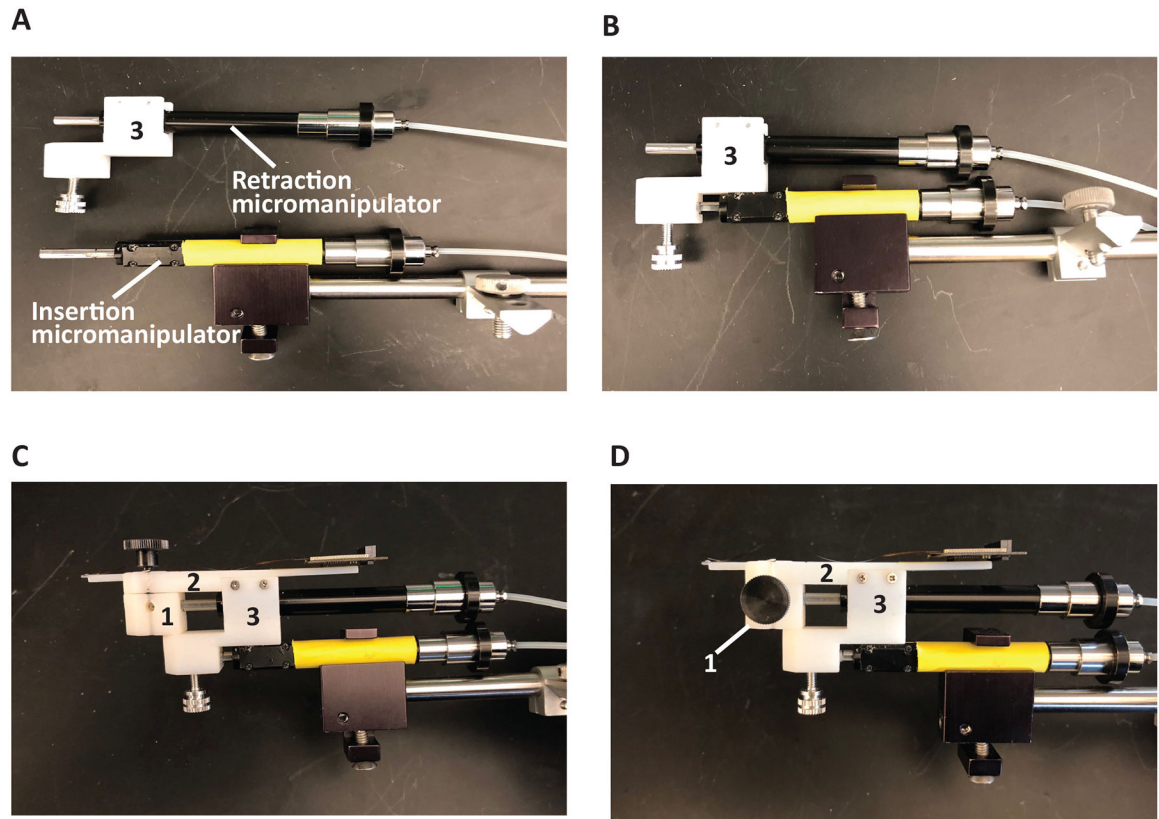 A
B
3
Retraction
micromanipulator
Insertion
micromanipulator
3
C
D
2
1
3
2
3
1